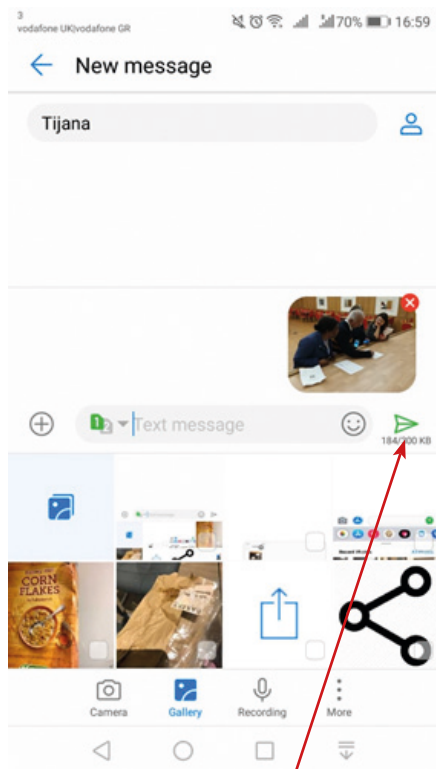 3
vodafone UK|vodafone GR 70% 16:59
New message
Tijana
Text message
184/300 KB
CORN
FLAKES
Camera Gallery Recording More